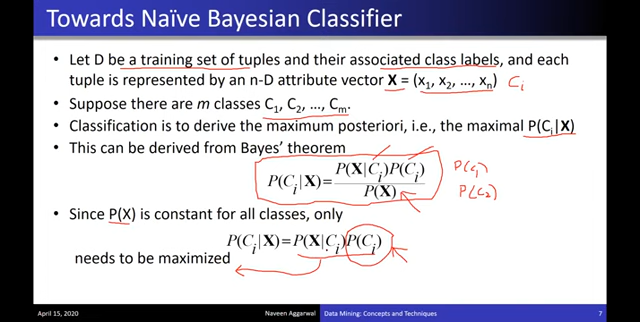 Towards Naïve Bayesian Classifier
• Let D be a training set of tuples and their associated class labels, and each
tuple is represented by an n-D attribute vector X = (x1, x2, …, xn) Ci
• Suppose there are m classes C1, C2, …, Cm.
• Classification is to derive the maximum posteriori, i.e., the maximal P(Ci|X)
• This can be derived from Bayes' theorem
P(Ci|X) = P(X|Ci)P(Ci) / P(X)
P(C1)
P(C2)
• Since P(X) is constant for all classes, only
P(Ci|X) = P(X|Ci)P(Ci)
needs to be maximized
April 15, 2020 Naveen Aggarwal Data Mining: Concepts and Techniques 7